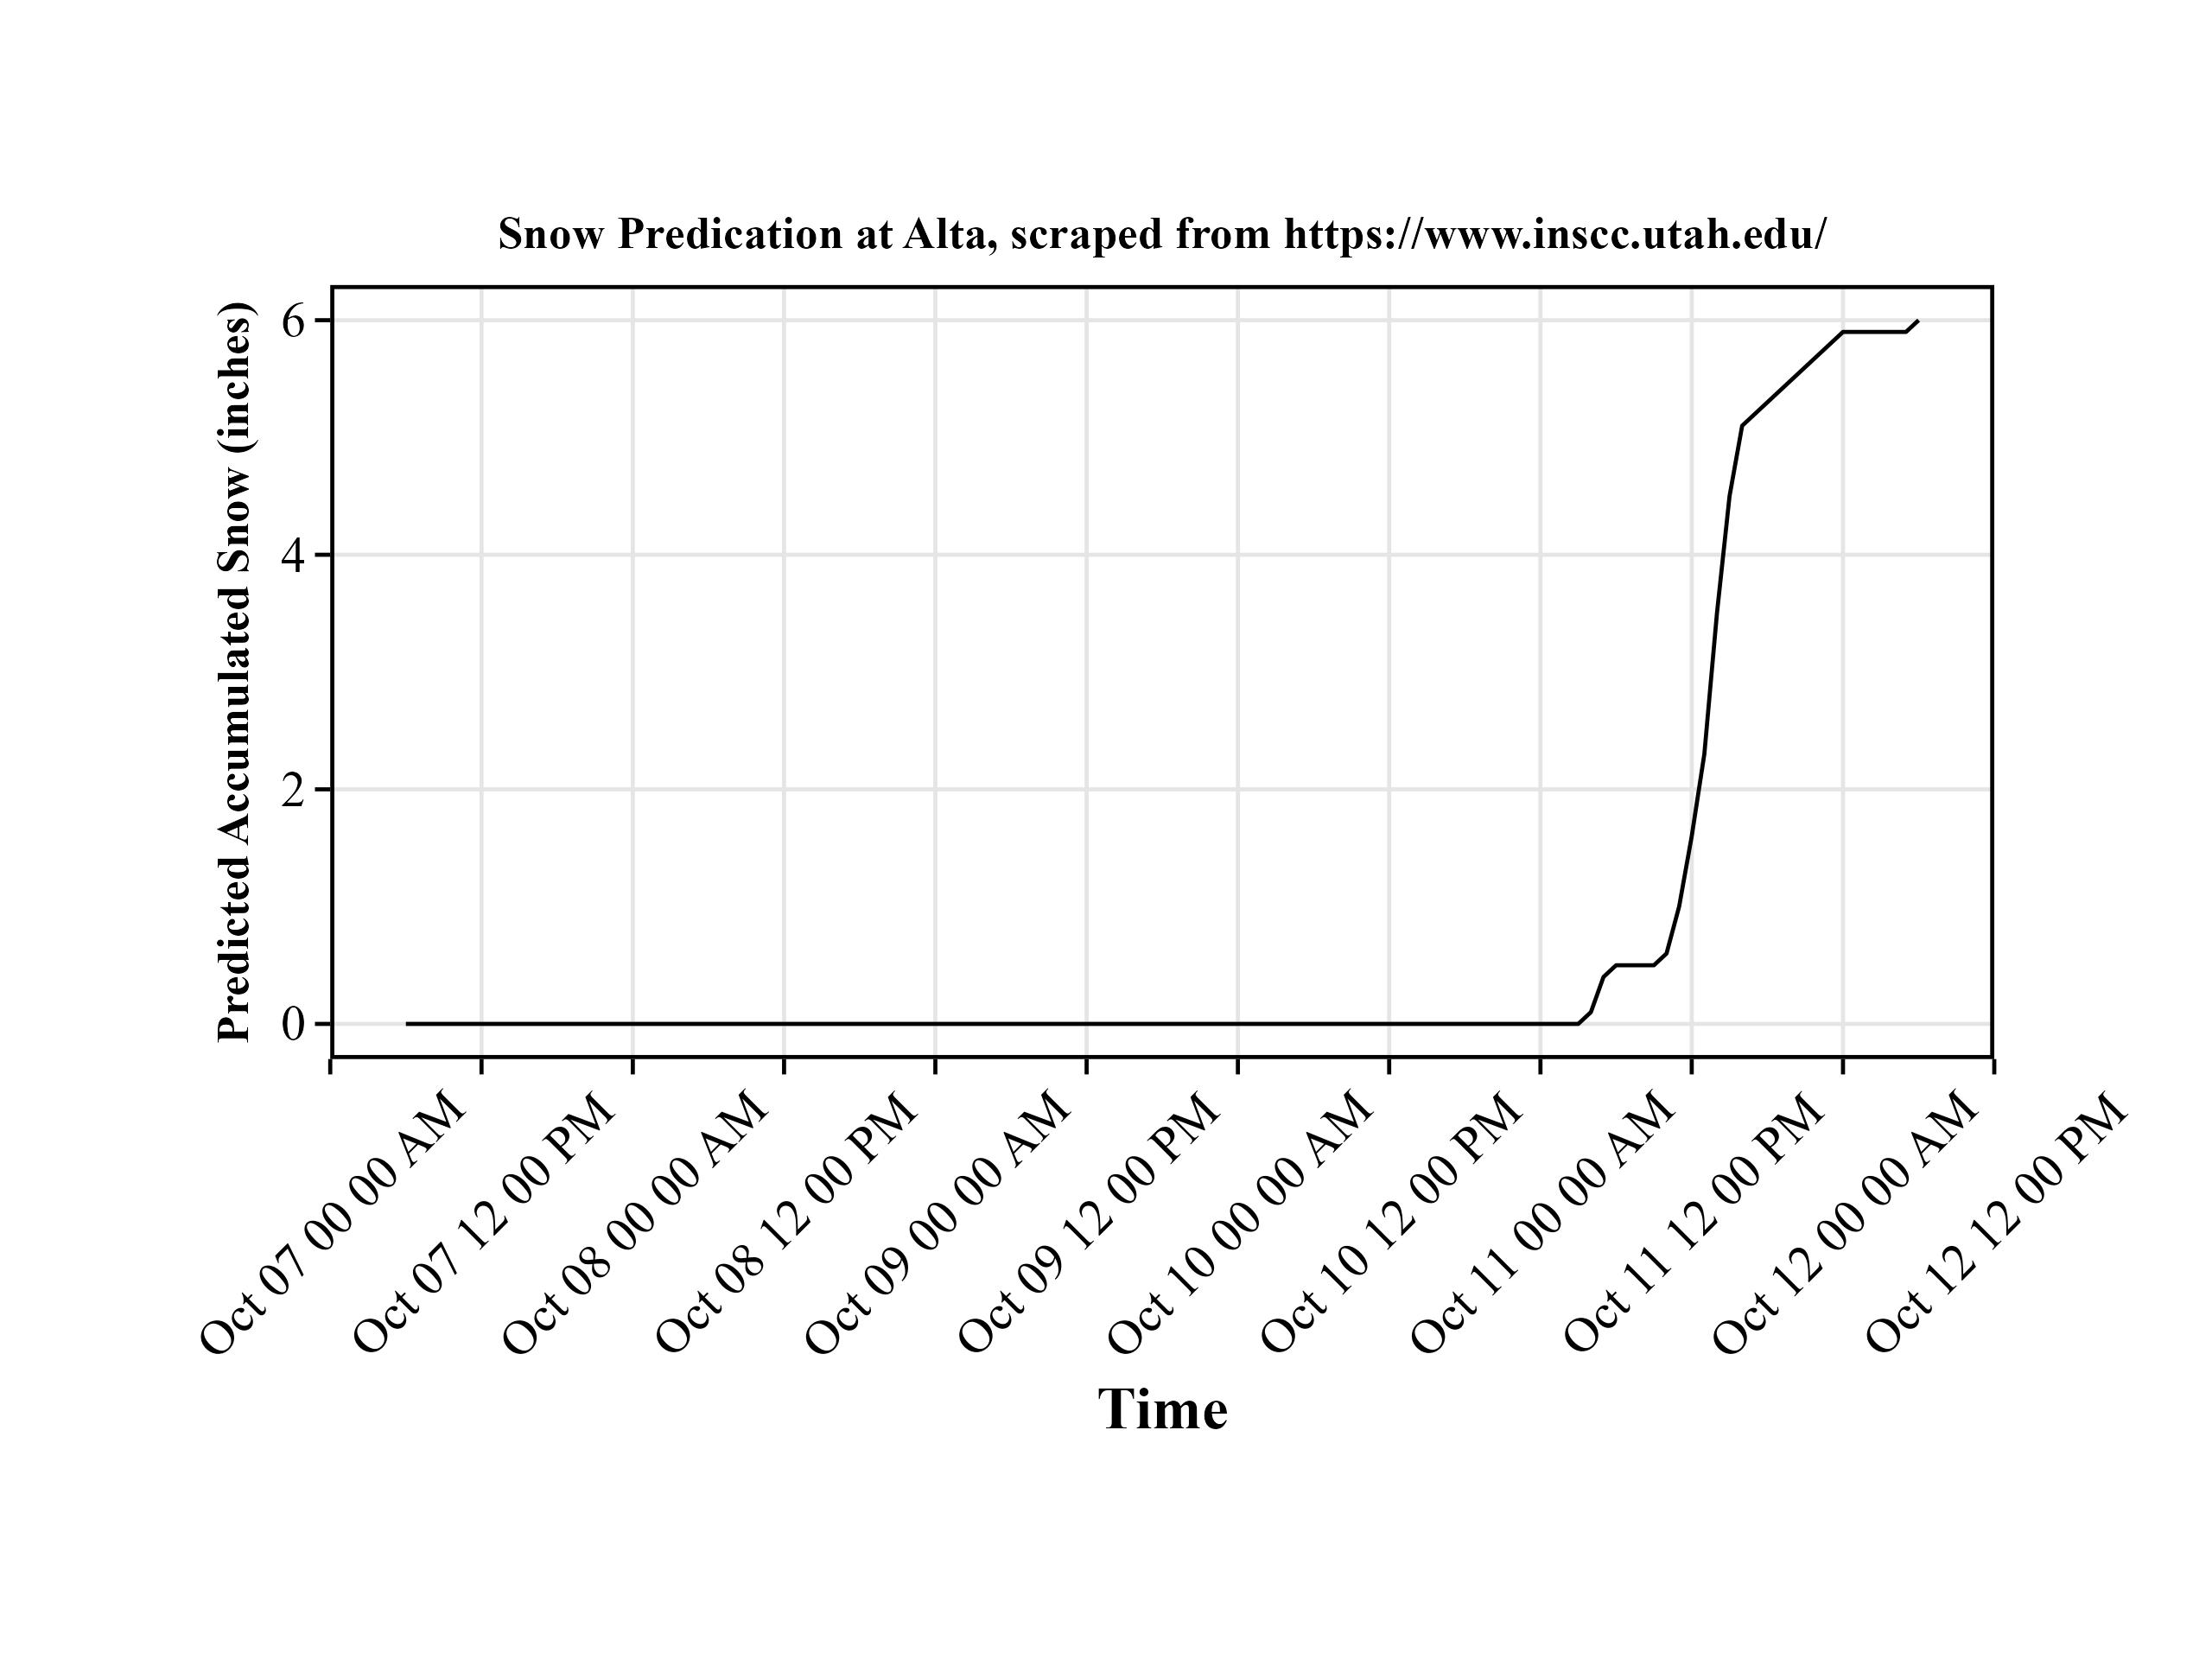 Snow Predication at Alta, scraped from https://www.inscc.utah.edu/
Predicted Accumulated Snow (inches)
6
4
2
0
Oct 07 00 00 AM
Oct 07 12 00 PM
Oct 08 00 00 AM
Oct 08 12 00 PM
Oct 09 00 00 AM
Oct 09 12 00 PM
Oct 10 00 00 AM
Oct 10 12 00 PM
Oct 11 00 00 AM
Oct 11 12 00 PM
Oct 12 00 00 AM
Oct 12 12 00 PM
Time